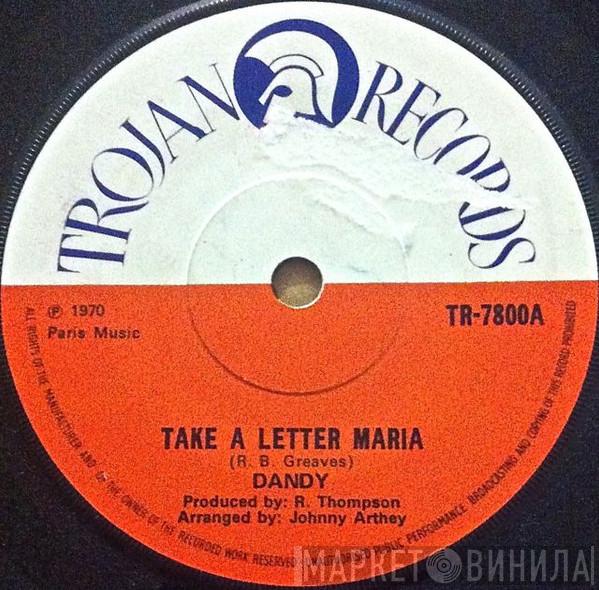 TROJAN RECORDS
℗ 1970
Paris Music
TR-7800A
TAKE A LETTER MARIA
(R. B. Greaves)
DANDY
Produced by: R. Thompson
Arranged by: Johnny Arthey
ALL RIGHTS OF THE MANUFACTURER AND OF THE OWNER OF THE RECORDED WORK RESERVED UNAUTHORISED PUBLIC PERFORMANCE BROADCASTING AND COPYING OF THIS RECORD PROHIBITED
МАРКЕТ ВИНИЛА